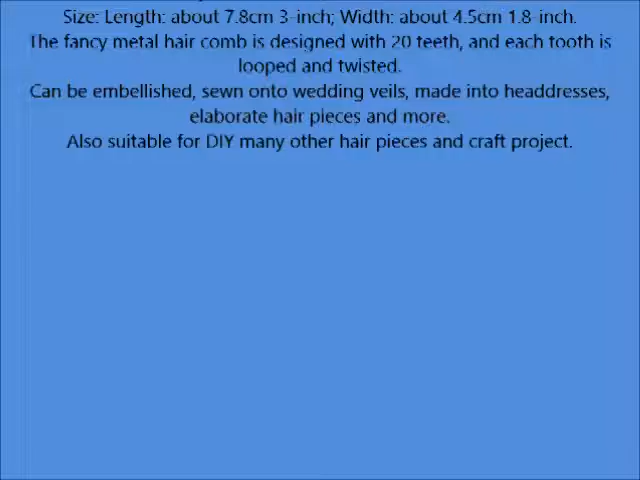 Size: Length: about 7.8cm 3-inch; Width: about 4.5cm 1.8-inch.
The fancy metal hair comb is designed with 20 teeth, and each tooth is
looped and twisted.
Can be embellished, sewn onto wedding veils, made into headdresses,
elaborate hair pieces and more.
Also suitable for DIY many other hair pieces and craft project.